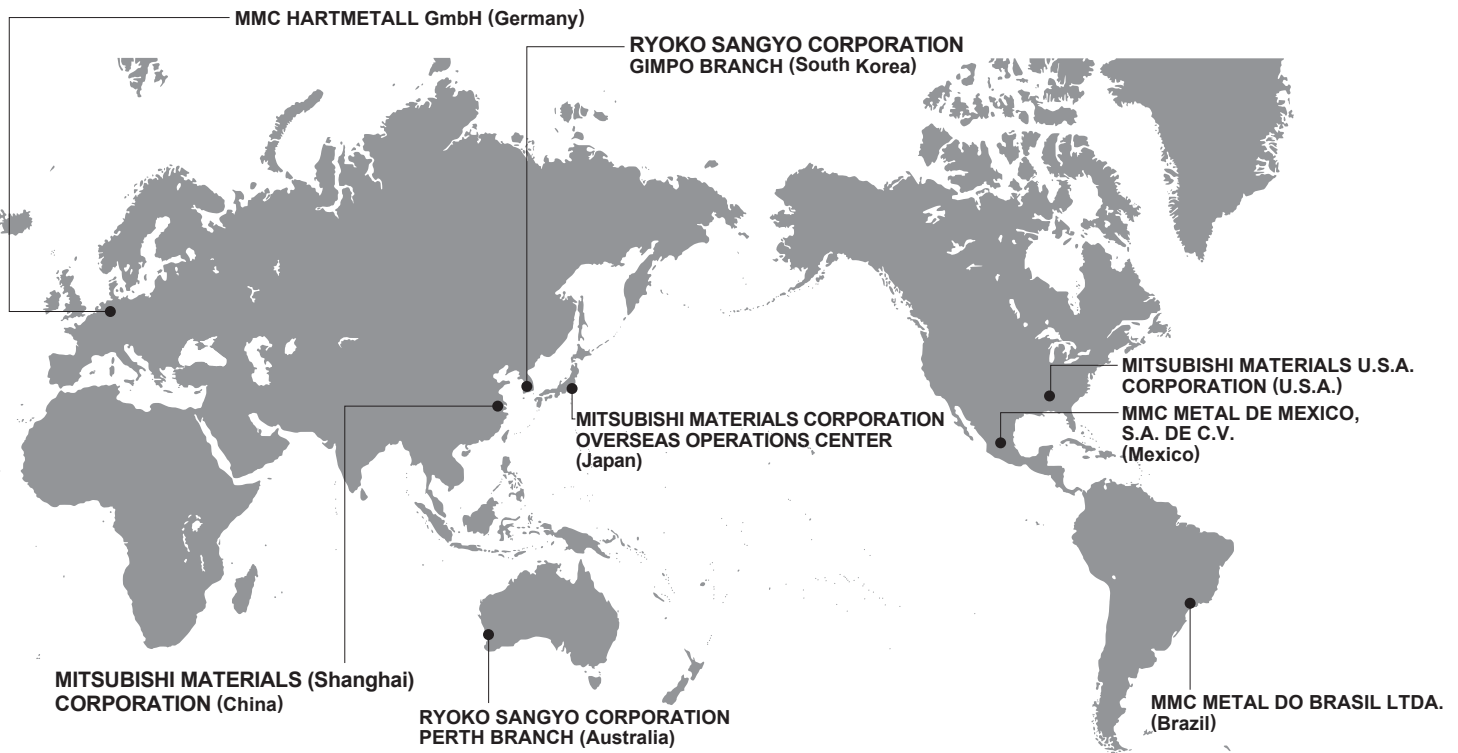 MMC HARTMETALL GmbH (Germany)
RYOKO SANGYO CORPORATION
GIMPO BRANCH (South Korea)
MITSUBISHI MATERIALS U.S.A.
CORPORATION (U.S.A.)
MMC METAL DE MEXICO,
S.A. DE C.V.
(Mexico)
MITSUBISHI MATERIALS CORPORATION
OVERSEAS OPERATIONS CENTER
(Japan)
MITSUBISHI MATERIALS (Shanghai)
CORPORATION (China)
RYOKO SANGYO CORPORATION
PERTH BRANCH (Australia)
MMC METAL DO BRASIL LTDA.
(Brazil)